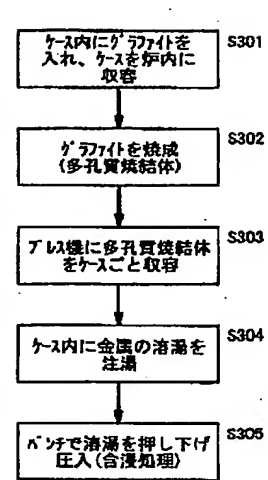 ケース内にグラファイトを
入れ、ケースを炉内に
収容
S301
グラファイトを焼成
(多孔質焼結体)
S302
プレス機に多孔質焼結体
をケースごと収容
S303
ケース内に金属の溶湯を
注湯
S304
パンチで溶湯を押し下げ
圧入(含浸処理)
S305